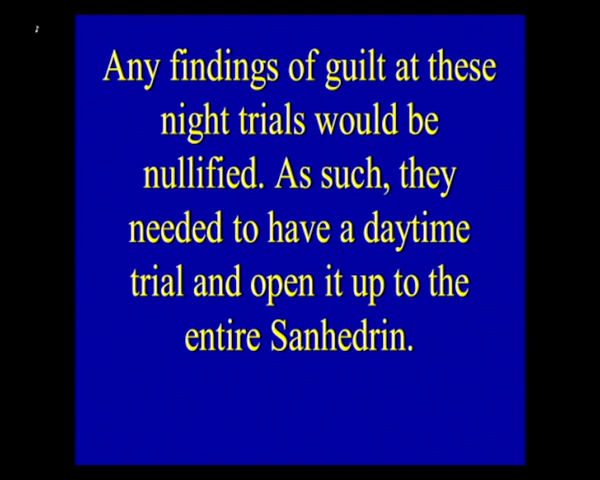 Any findings of guilt at these
night trials would be
nullified. As such, they
needed to have a daytime
trial and open it up to the
entire Sanhedrin.